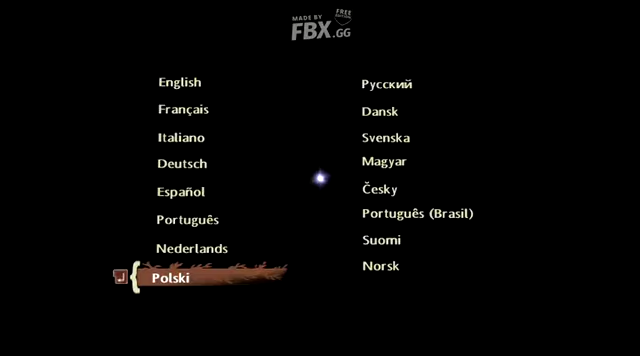 MADE BY
FREE
FBX.GG
English
Français
Italiano
Deutsch
Español
Português
Nederlands
Polski
Русский
Dansk
Svenska
Magyar
Česky
Português (Brasil)
Suomi
Norsk